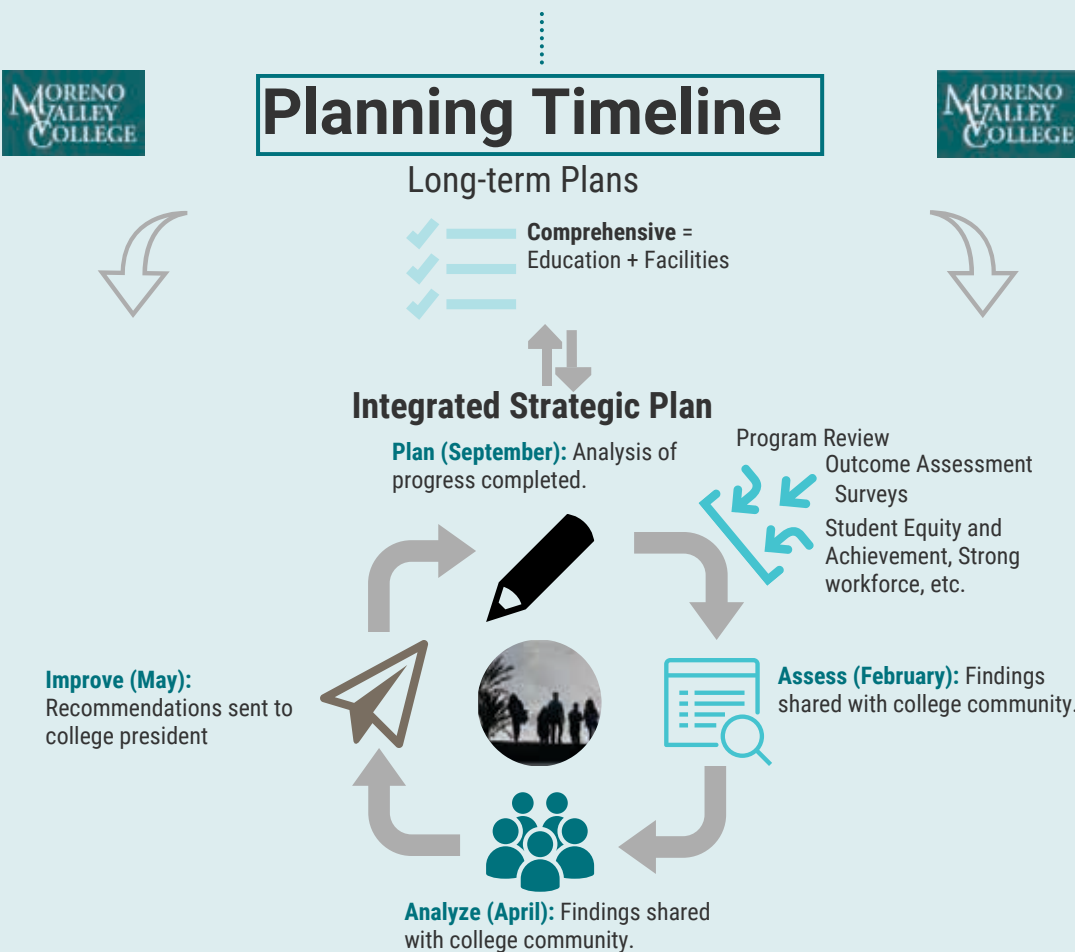 MORENO
VALLEY
COLLEGE
Planning Timeline
MORENO
VALLEY
COLLEGE
Long-term Plans
Comprehensive =
Education + Facilities
Integrated Strategic Plan
Plan (September): Analysis of
progress completed.
Program Review
Outcome Assessment
Surveys
Student Equity and
Achievement, Strong
workforce, etc.
Assess (February): Findings
shared with college community.
Improve (May):
Recommendations sent to
college president
Analyze (April): Findings shared
with college community.